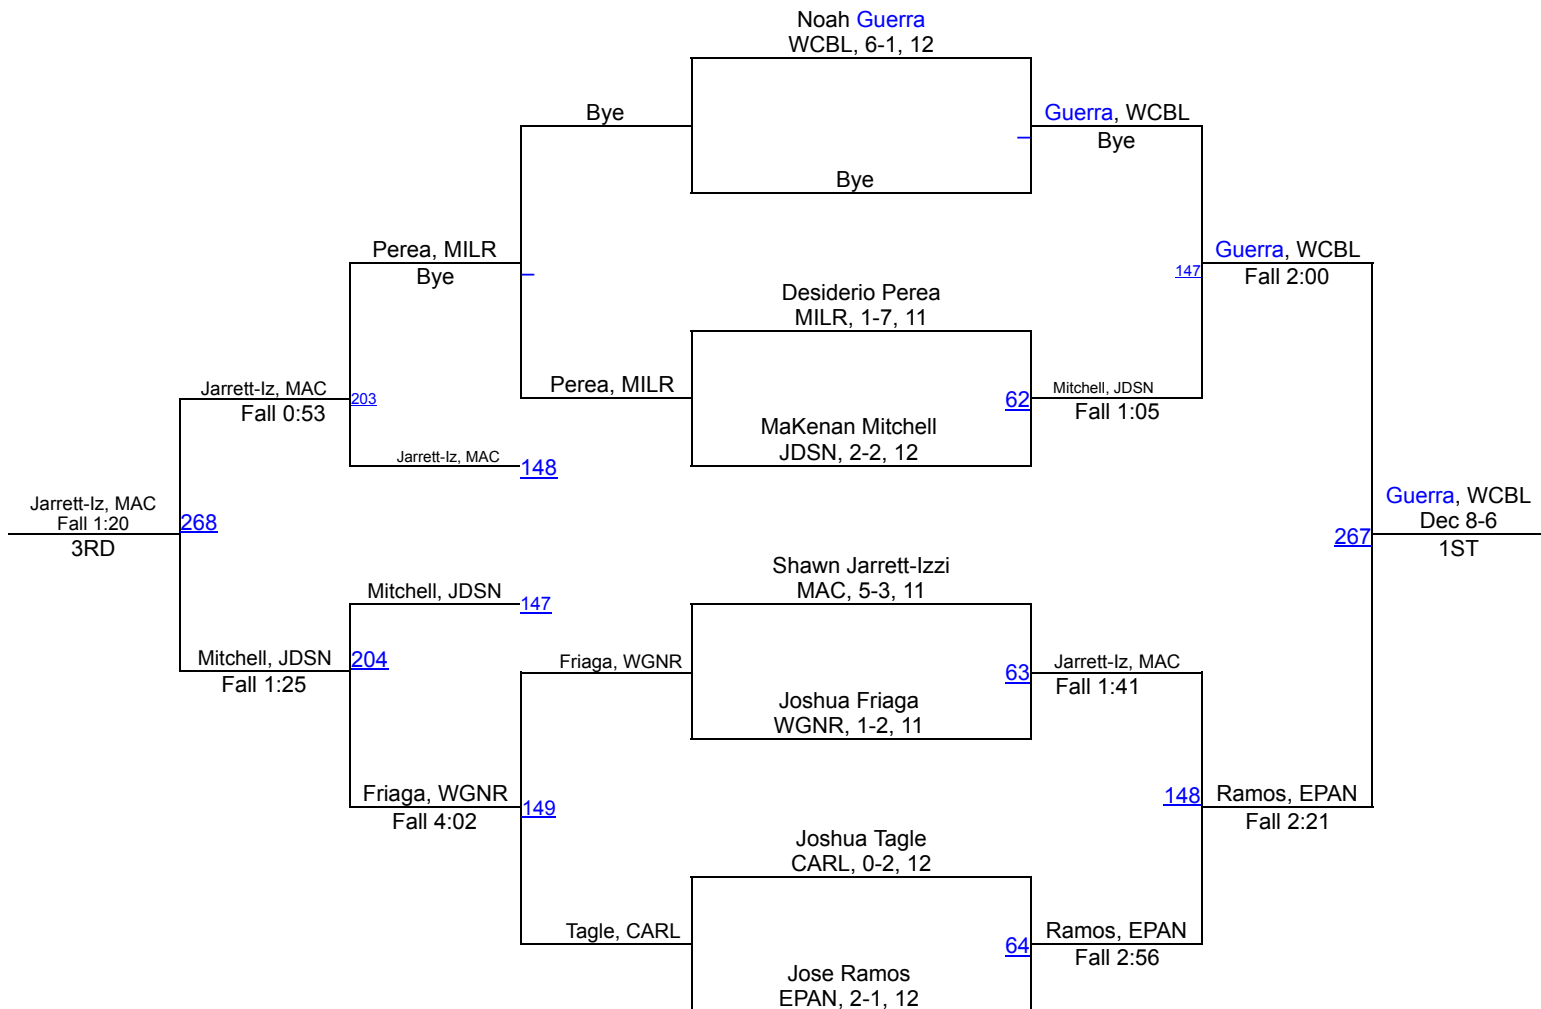 Noah Guerra
WCBL, 6-1, 12
Bye
Guerra, WCBL
Bye
Bye
Perea, MILR
Bye
Guerra, WCBL
147
Fall 2:00
Desiderio Perea
MILR, 1-7, 11
Jarrett-Iz, MAC
203
Fall 0:53
Perea, MILR
62
Mitchell, JDSN
Fall 1:05
MaKenan Mitchell
JDSN, 2-2, 12
Jarrett-Iz, MAC
148
Jarrett-Iz, MAC
Fall 1:20
268
3RD
Guerra, WCBL
Dec 8-6
267
1ST
Shawn Jarrett-Izzi
MAC, 5-3, 11
Mitchell, JDSN
147
Mitchell, JDSN
204
Fall 1:25
Friaga, WGNR
63
Jarrett-Iz, MAC
Fall 1:41
Joshua Friaga
WGNR, 1-2, 11
Friaga, WGNR
149
Fall 4:02
148
Ramos, EPAN
Fall 2:21
Joshua Tagle
CARL, 0-2, 12
Tagle, CARL
64
Ramos, EPAN
Fall 2:56
Jose Ramos
EPAN, 2-1, 12